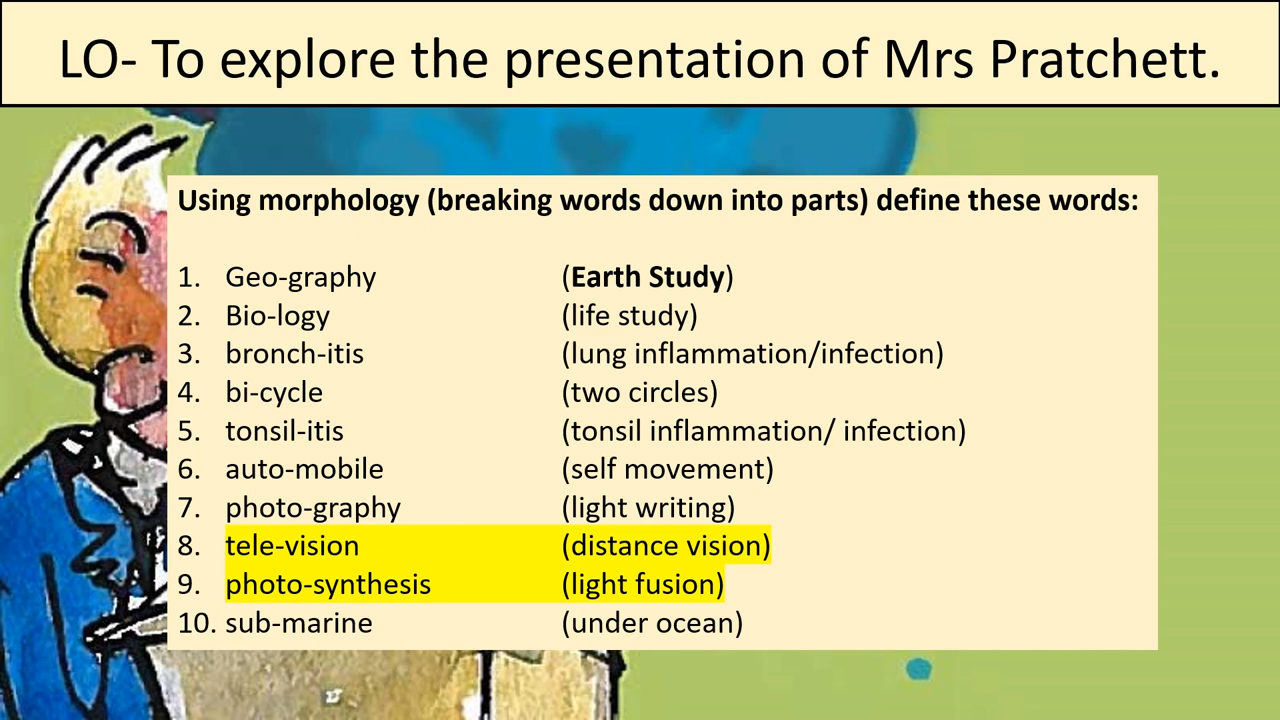 LO- To explore the presentation of Mrs Pratchett.
Using morphology (breaking words down into parts) define these words:
1. Geo-graphy (Earth Study)
2. Bio-logy (life study)
3. bronch-itis (lung inflammation/infection)
4. bi-cycle (two circles)
5. tonsil-itis (tonsil inflammation/ infection)
6. auto-mobile (self movement)
7. photo-graphy (light writing)
8. tele-vision (distance vision)
9. photo-synthesis (light fusion)
10. sub-marine (under ocean)